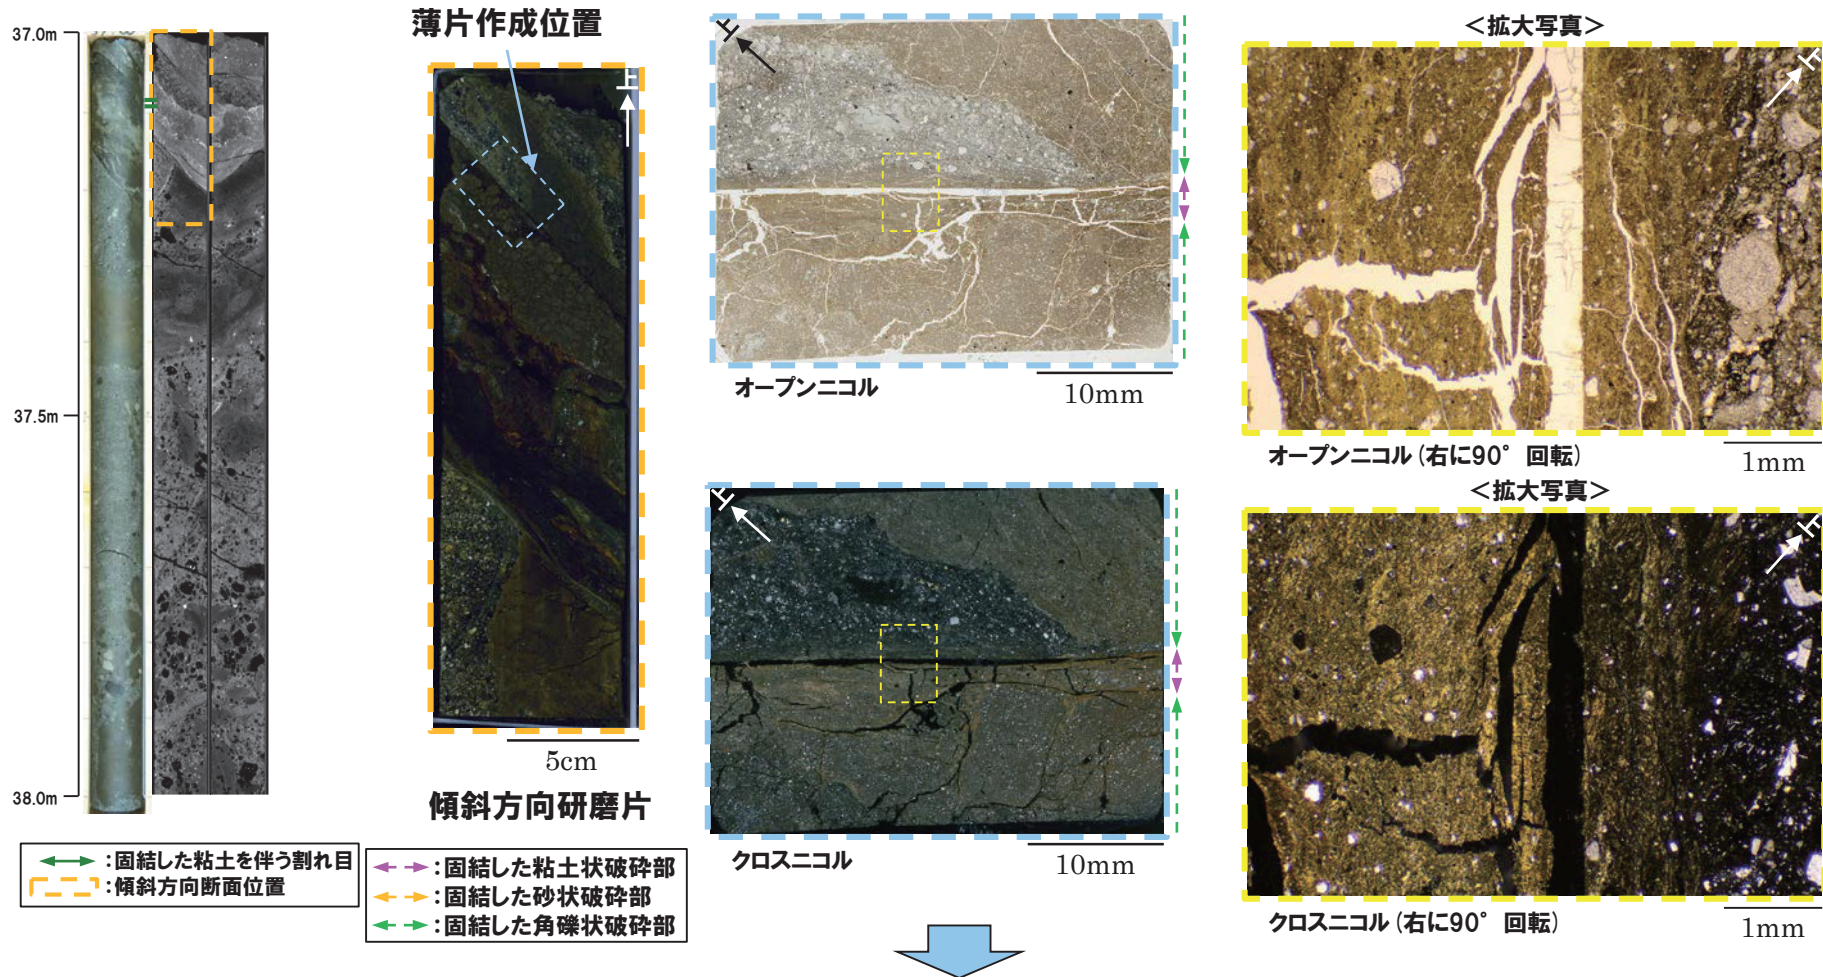 37.0m
37.5m
38.0m
薄片作成位置
5cm
傾斜方向研磨片
:固結した粘土を伴う割れ目
:傾斜方向断面位置
:固結した粘土状破砕部
:固結した砂状破砕部
:固結した角礫状破砕部
オープンニコル
10mm
クロスニコル
10mm
<拡大写真>
オープンニコル (右に90° 回転)
1mm
<拡大写真>
クロスニコル (右に90° 回転)
1mm